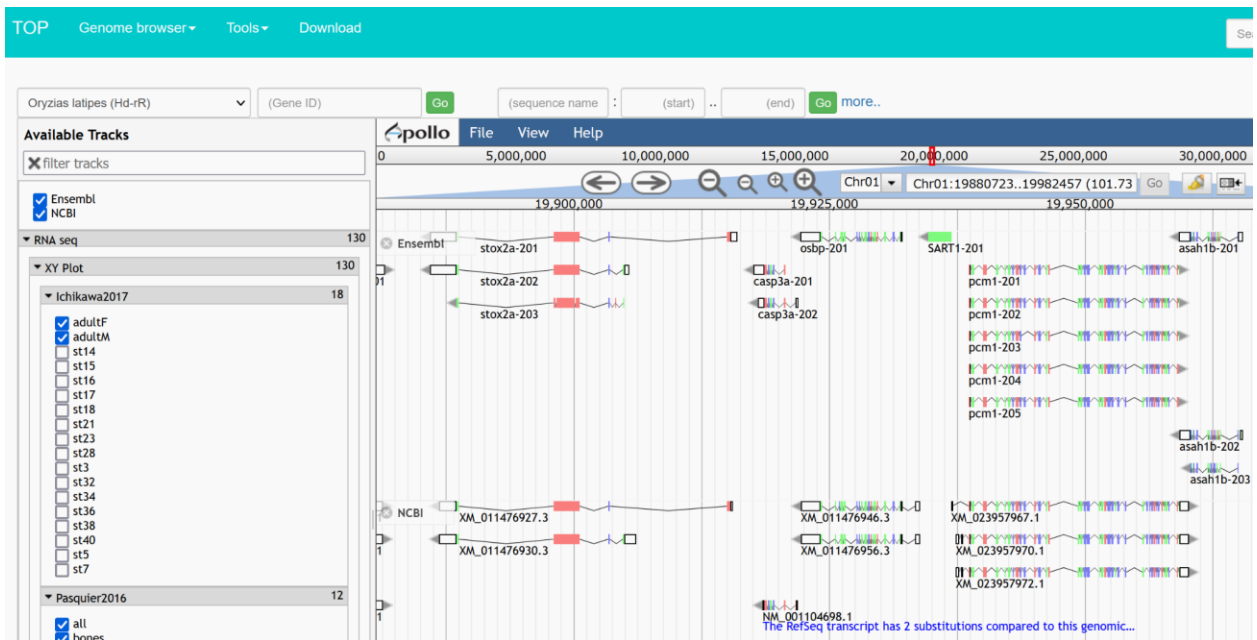 TOP Genome browser Tools Download
Oryzias latipes (Hd-rR) (Gene ID) Go (sequence name : (start) .. (end) Go more..
Available Tracks
filter tracks
Ensembl
NCBI
RNA seq 130
XY Plot 130
Ichikawa2017 18
adultF
adultM
st14
st15
st16
st17
st18
st21
st23
st28
st3
st32
st34
st36
st38
st40
st5
st7
Pasquier2016 12
all
bones
Apollo File View Help
0 5,000,000 10,000,000 15,000,000 20,000,000 25,000,000 30,000,000
Chr01 Chr01:19880723..19982457 (101.73 Go
19,900,000 19,925,000 19,950,000
Ensembl
stox2a-201 osbp-201 SART1-201 asah1b-201
stox2a-202 casp3a-201 pcm1-201
stox2a-203 casp3a-202 pcm1-202
pcm1-203
pcm1-204
pcm1-205
asah1b-202
asah1b-203
NCBI
XM_011476927.3 XM_011476946.3 XM_023957967.1
XM_011476930.3 XM_011476956.3 XM_023957970.1
XM_023957972.1
NM_001104698.1
The RefSeq transcript has 2 substitutions compared to this genomic...